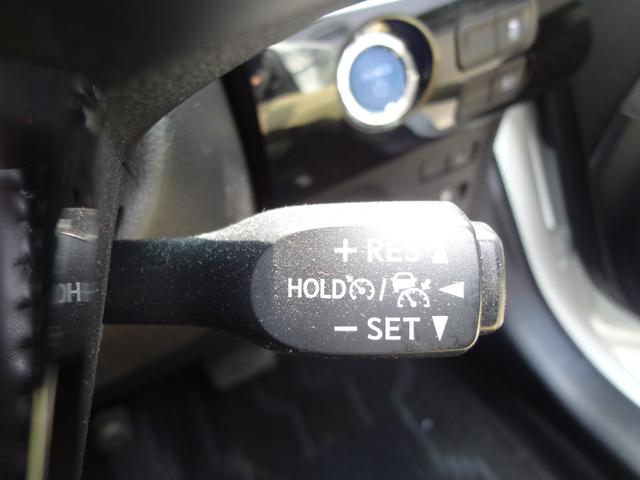 + RES ▲
HOLD / ◄
− SET ▼